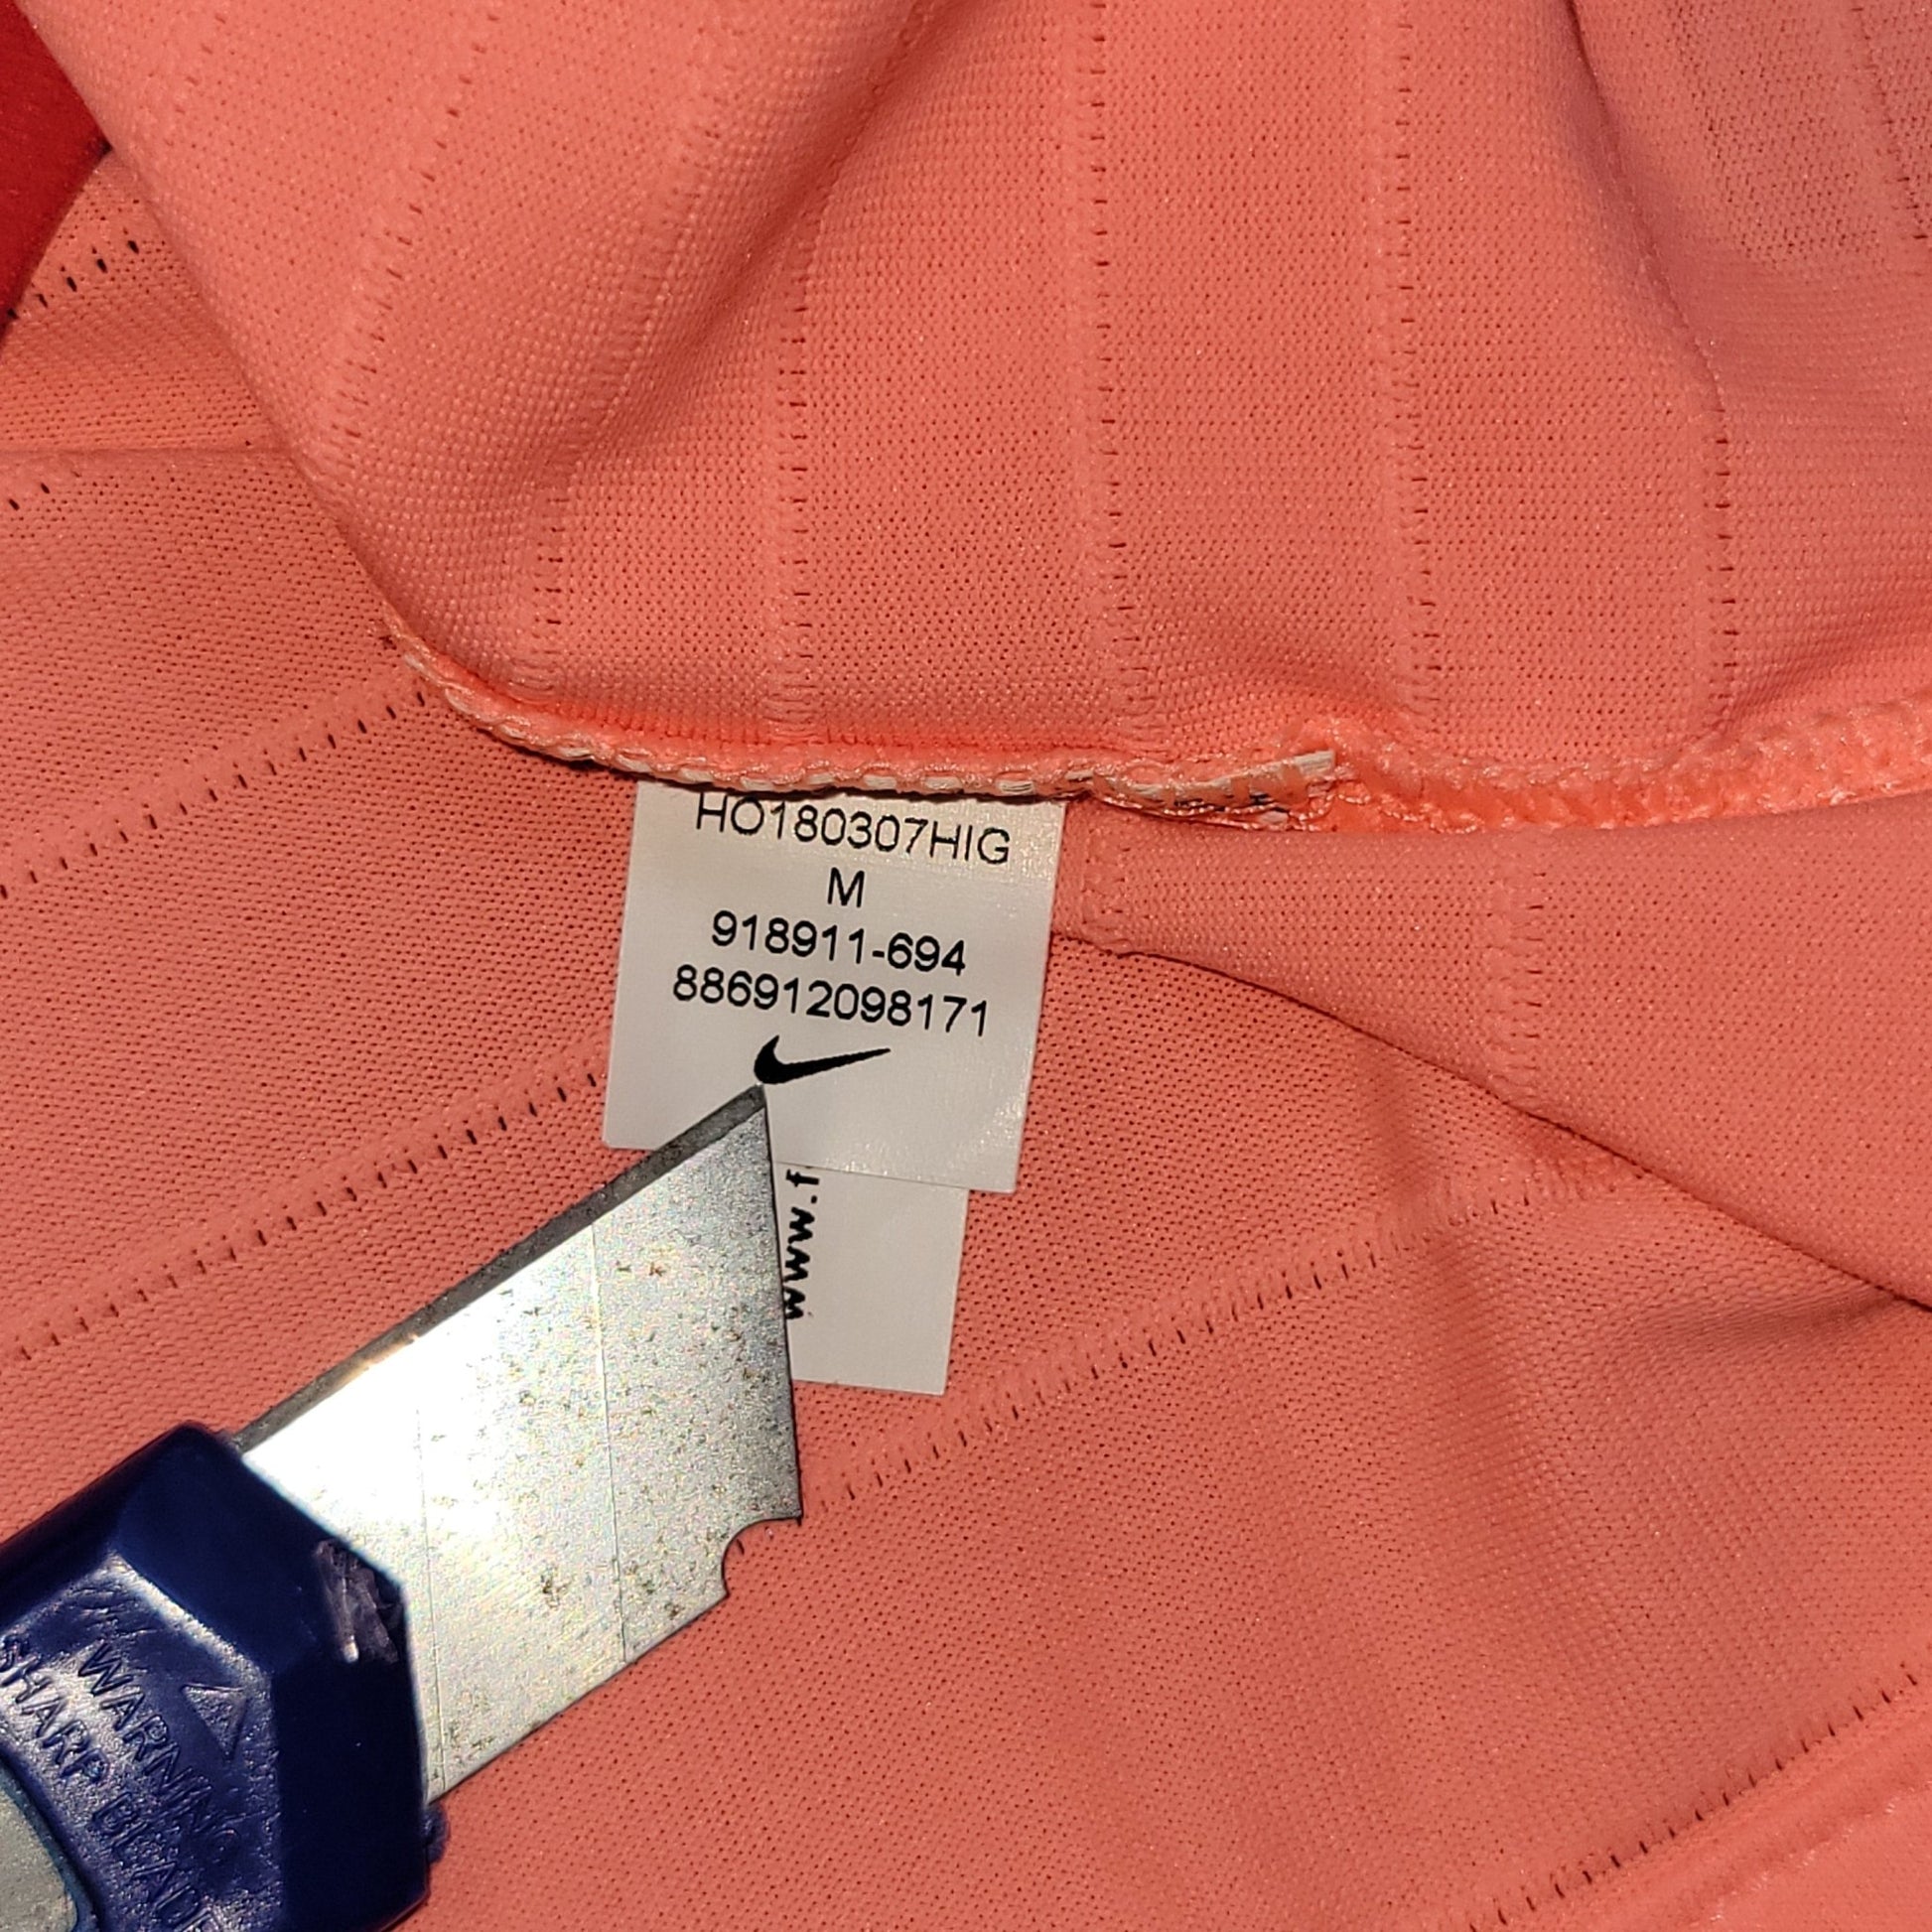 HO180307HIG
M
918911-694
886912098171
www.f
WARNING
SHARP BLADE